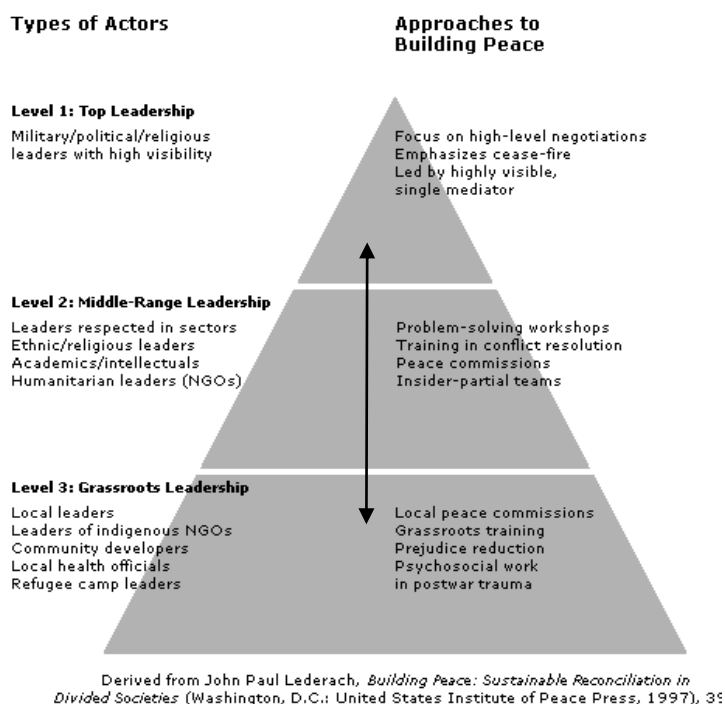 Types of Actors
Approaches to
Building Peace
Level 1: Top Leadership
Military/political/religious
leaders with high visibility
Focus on high-level negotiations
Emphasizes cease-fire
Led by highly visible,
single mediator
Level 2: Middle-Range Leadership
Leaders respected in sectors
Ethnic/religious leaders
Academics/intellectuals
Humanitarian leaders (NGOs)
Problem-solving workshops
Training in conflict resolution
Peace commissions
Insider-partial teams
Level 3: Grassroots Leadership
Local leaders
Leaders of indigenous NGOs
Community developers
Local health officials
Refugee camp leaders
Local peace commissions
Grassroots training
Prejudice reduction
Psychosocial work
in postwar trauma
Derived from John Paul Lederach, Building Peace: Sustainable Reconciliation in
Divided Societies (Washington, D.C.: United States Institute of Peace Press, 1997), 39